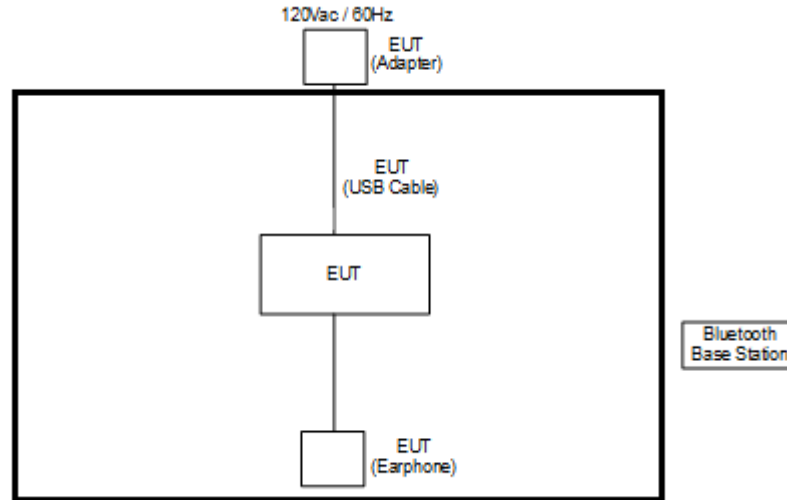 120Vac / 60Hz
EUT
(Adapter)
EUT
(USB Cable)
EUT
Bluetooth
Base Station
EUT
(Earphone)